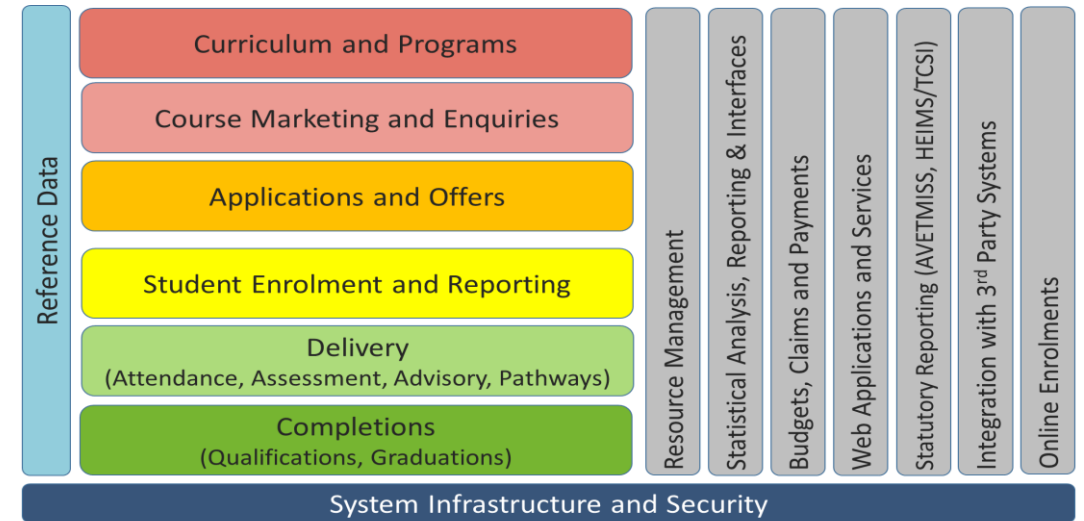 Reference Data
Curriculum and Programs
Course Marketing and Enquiries
Applications and Offers
Student Enrolment and Reporting
Delivery
(Attendance, Assessment, Advisory, Pathways)
Completions
(Qualifications, Graduations)
Resource Management
Statistical Analysis, Reporting & Interfaces
Budgets, Claims and Payments
Web Applications and Services
Statutory Reporting (AVETMISS, HEIMS/TCSI)
Integration with 3rd Party Systems
Online Enrolments
System Infrastructure and Security